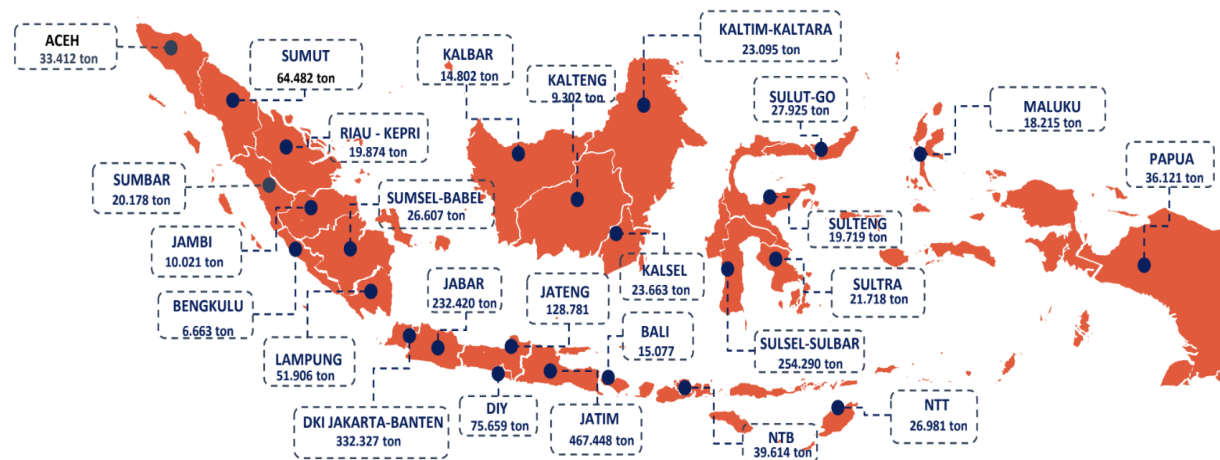 ACEH
33.412 ton
SUMUT
64.482 ton
RIAU - KEPRI
19.874 ton
SUMBAR
20.178 ton
SUMSEL-BABEL
26.607 ton
JAMBI
10.021 ton
BENGKULU
6.663 ton
LAMPUNG
51.906 ton
KALBAR
14.802 ton
KALTENG
9.302 ton
KALTIM-KALTARA
23.095 ton
KALSEL
23.663 ton
SULUT-GO
27.925 ton
MALUKU
18.215 ton
PAPUA
36.121 ton
SULTENG
19.719 ton
SULTRA
21.718 ton
SULSEL-SULBAR
254.290 ton
JABAR
232.420 ton
JATENG
128.781
BALI
15.077
DKI JAKARTA-BANTEN
332.327 ton
DIY
75.659 ton
JATIM
467.448 ton
NTB
39.614 ton
NTT
26.981 ton